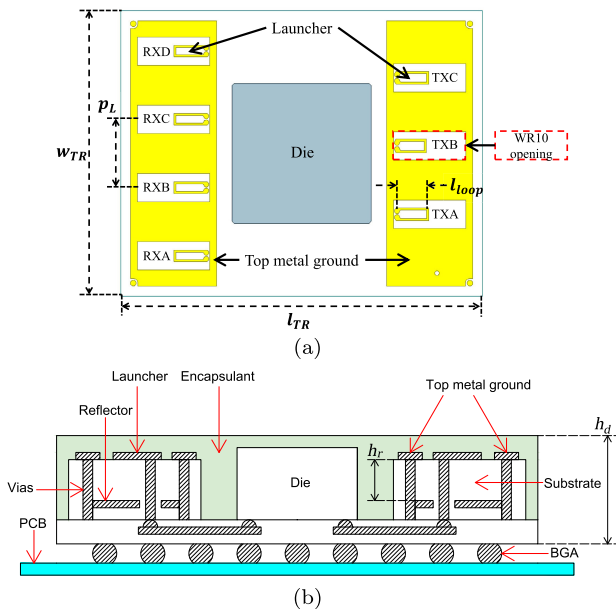 Launcher
RXD
TXC
p_L
RXC
WR10
opening
TXB
w_TR
Die
RXB
l_loop
TXA
RXA
Top metal ground
l_TR
(a)
Launcher
Encapsulant
Top metal ground
Reflector
h_d
h_r
Vias
Die
Substrate
PCB
BGA
(b)